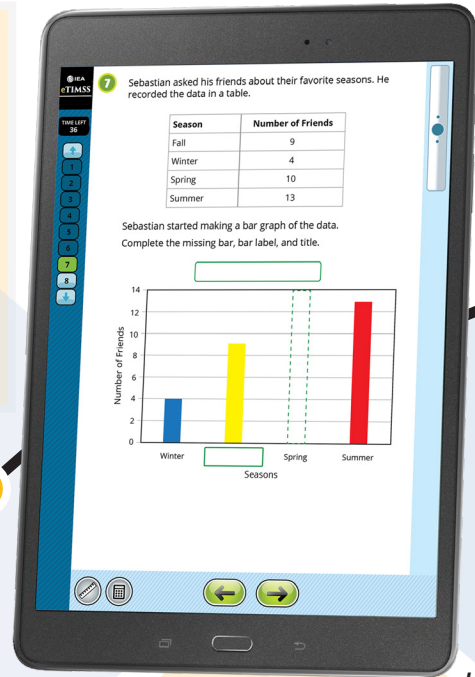 IEA
eTIMSS
TIME LEFT
36
1
2
3
4
5
6
7
8
7
Sebastian asked his friends about their favorite seasons. He
recorded the data in a table.
Season Number of Friends
Fall 9
Winter 4
Spring 10
Summer 13
Sebastian started making a bar graph of the data.
Complete the missing bar, bar label, and title.
14
12
10
8
6
4
2
0
Number of Friends
Winter Spring Summer
Seasons